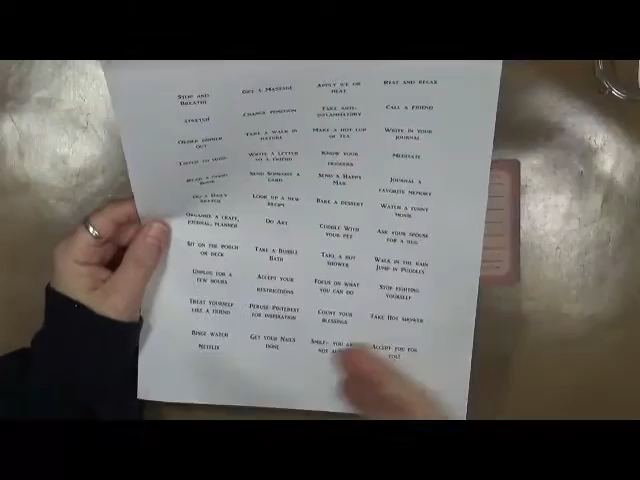 Stop and
Breathe
Get a Massage
Apply ice or
heat
Rest and relax
Stretch
Change position
Take anti-
inflammatory
Call a friend
Order dinner
out
Take a walk in
nature
Make a hot cup
of tea
Write in your
journal
Listen to
Write a letter
to a friend
Know your
triggers
Meditate
Read a good
Book
Send someone a
card
Send a Happy
Mail
Journal a
favorite memory
Do a Daily
Sketch
Look up a new
recipe
Bake a dessert
Watch a funny
movie
Organize a craft,
journal, planner
Do Art
Cuddle With
your pet
Ask your spouse
for a hug
Sit on the porch
or deck
Take a Bubble
Bath
Take a hot
shower
Walk in the rain
Jump in Puddles
Unplug for a
few hours
Accept your
restrictions
Focus on what
you can do
Stop fighting
yourself
Treat yourself
like a friend
Peruse Pinterest
for inspiration
Count your
blessings
Take Hot shower
Binge watch
Netflix
Get your Nails
done
Smile- you
not
Accept you for
you!